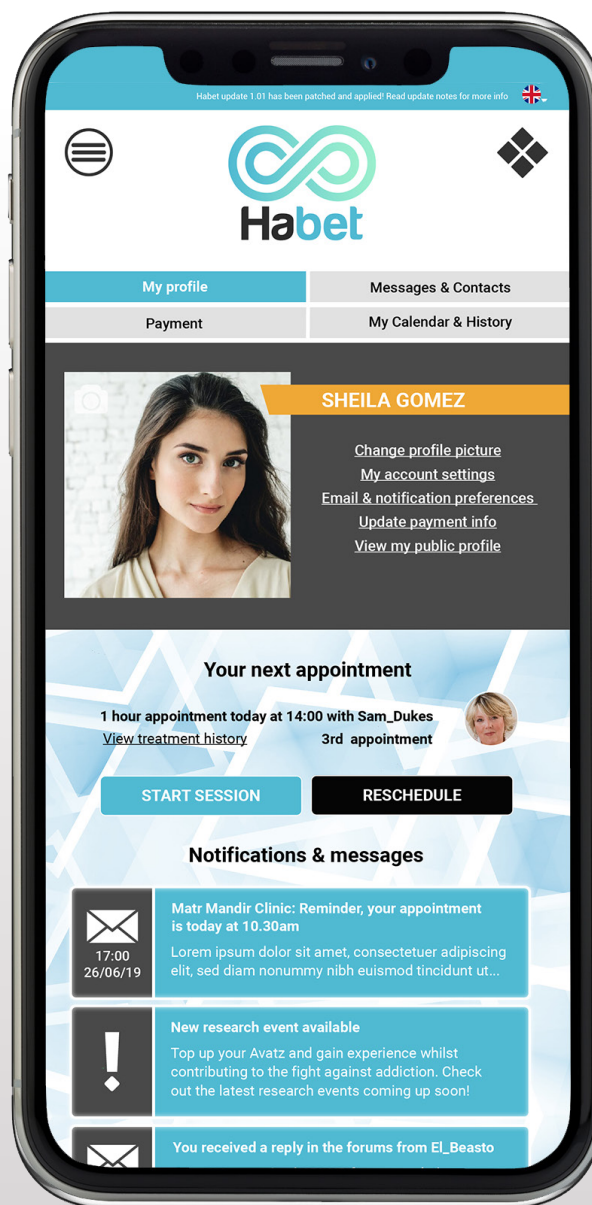 Habet update 1.01 has been patched and applied! Read update notes for more info
Habet
My profile
Messages & Contacts
Payment
My Calendar & History
SHEILA GOMEZ
Change profile picture
My account settings
Email & notification preferences
Update payment info
View my public profile
Your next appointment
1 hour appointment today at 14:00 with Sam_Dukes
View treatment history
3rd appointment
START SESSION
RESCHEDULE
Notifications & messages
Matr Mandir Clinic: Reminder, your appointment
is today at 10.30am
Lorem ipsum dolor sit amet, consectetuer adipiscing
elit, sed diam nonummy nibh euismod tincidunt ut...
17:00
26/06/19
New research event available
Top up your Avatz and gain experience whilst
contributing to the fight against addiction. Check
out the latest research events coming up soon!
You received a reply in the forums from El_Beasto